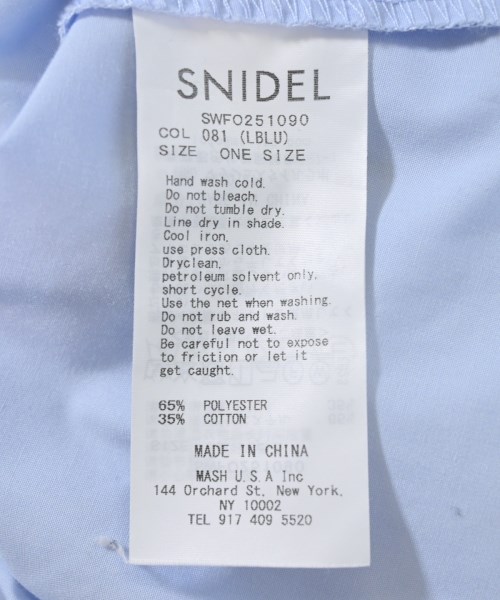 SNIDEL
SWFO251090
COL 081 (LBLU)
SIZE ONE SIZE
Hand wash cold.
Do not bleach.
Do not tumble dry.
Line dry in shade.
Cool iron,
use press cloth.
Dryclean,
petroleum solvent only,
short cycle.
Use the net when washing.
Do not rub and wash.
Do not leave wet.
Be careful not to expose
to friction or let it
get caught.
65% POLYESTER
35% COTTON
MADE IN CHINA
MASH U.S.A Inc
144 Orchard St, New York,
NY 10002
TEL 917 409 5520